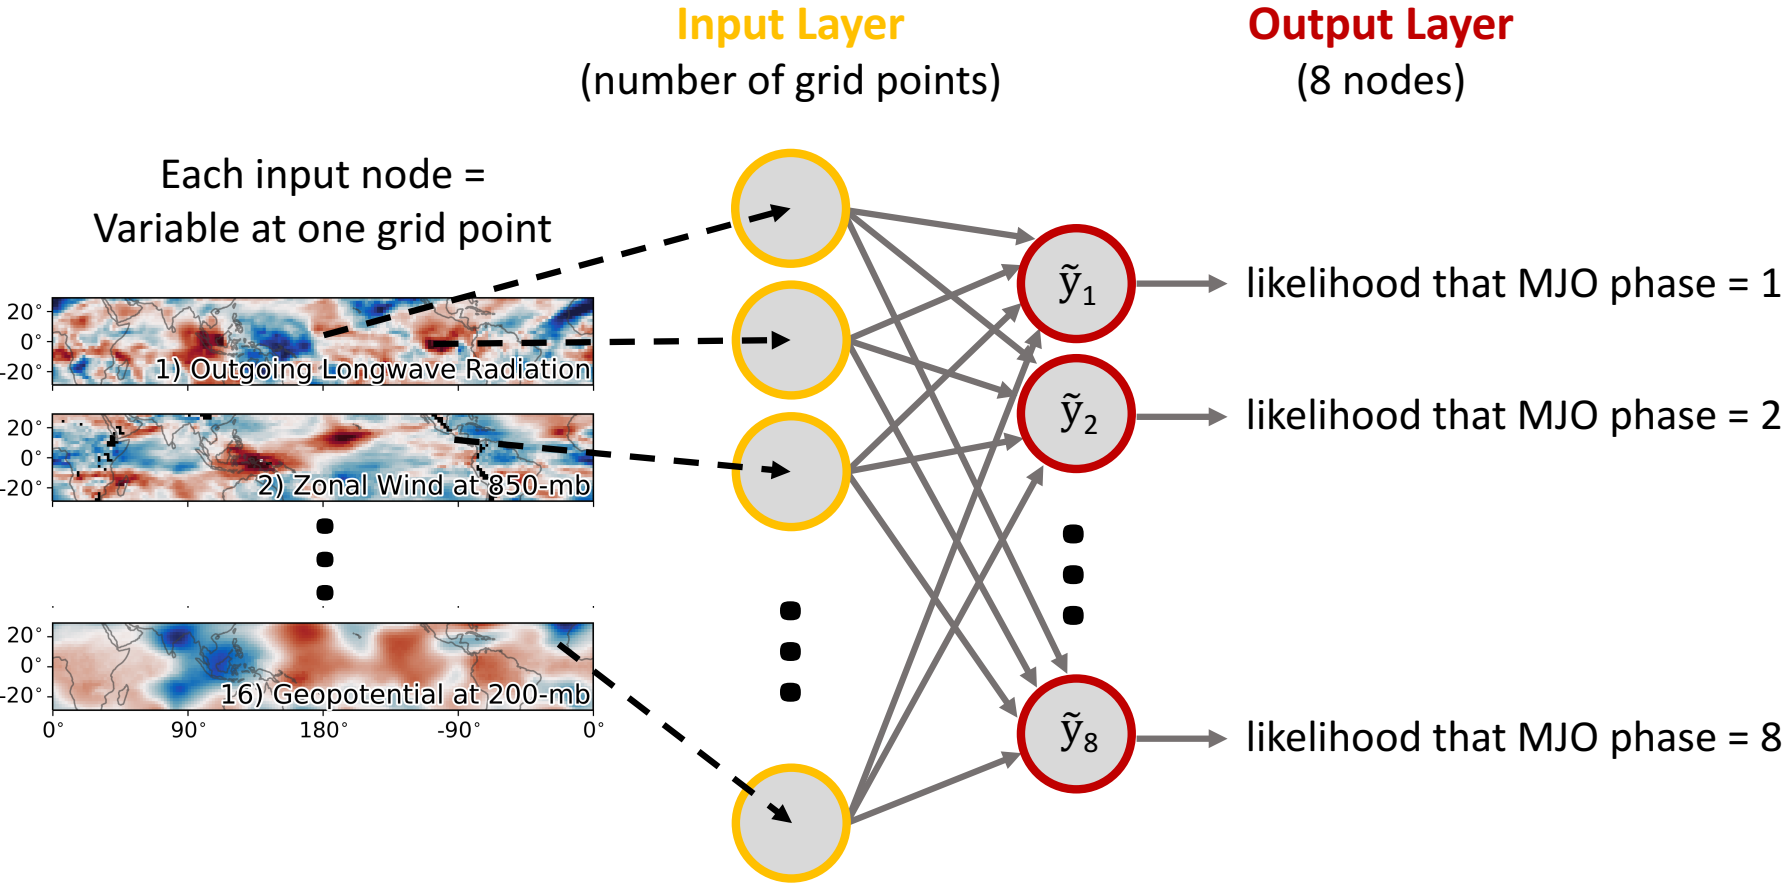 Input Layer
(number of grid points)
Output Layer
(8 nodes)
Each input node =
Variable at one grid point
20°
0°
-20°
1) Outgoing Longwave Radiation
20°
0°
-20°
2) Zonal Wind at 850-mb
20°
0°
-20°
16) Geopotential at 200-mb
0° 90° 180° -90° 0°
ỹ₁
likelihood that MJO phase = 1
ỹ₂
likelihood that MJO phase = 2
ỹ₈
likelihood that MJO phase = 8